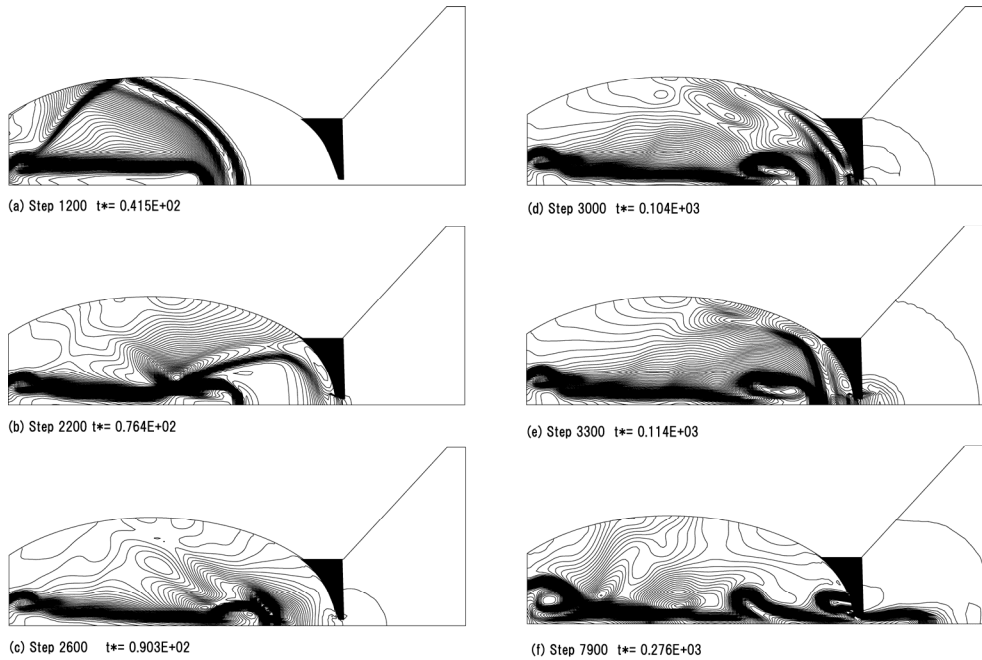 (a) Step 1200 t*= 0.415E+02
(b) Step 2200 t*= 0.764E+02
(c) Step 2600 t*= 0.903E+02
(d) Step 3000 t*= 0.104E+03
(e) Step 3300 t*= 0.114E+03
(f) Step 7900 t*= 0.276E+03